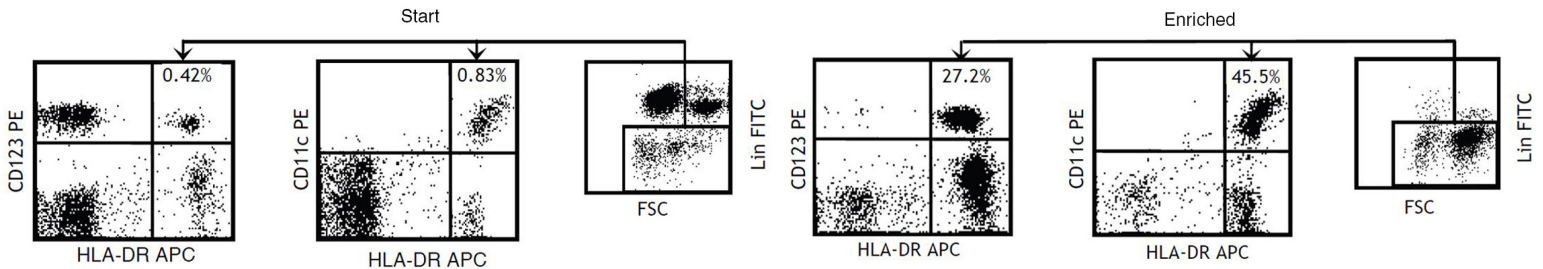 Start
Enriched
0.42%
CD123 PE
HLA-DR APC
0.83%
CD11c PE
HLA-DR APC
Lin FITC
FSC
27.2%
CD123 PE
HLA-DR APC
45.5%
CD11c PE
HLA-DR APC
Lin FITC
FSC